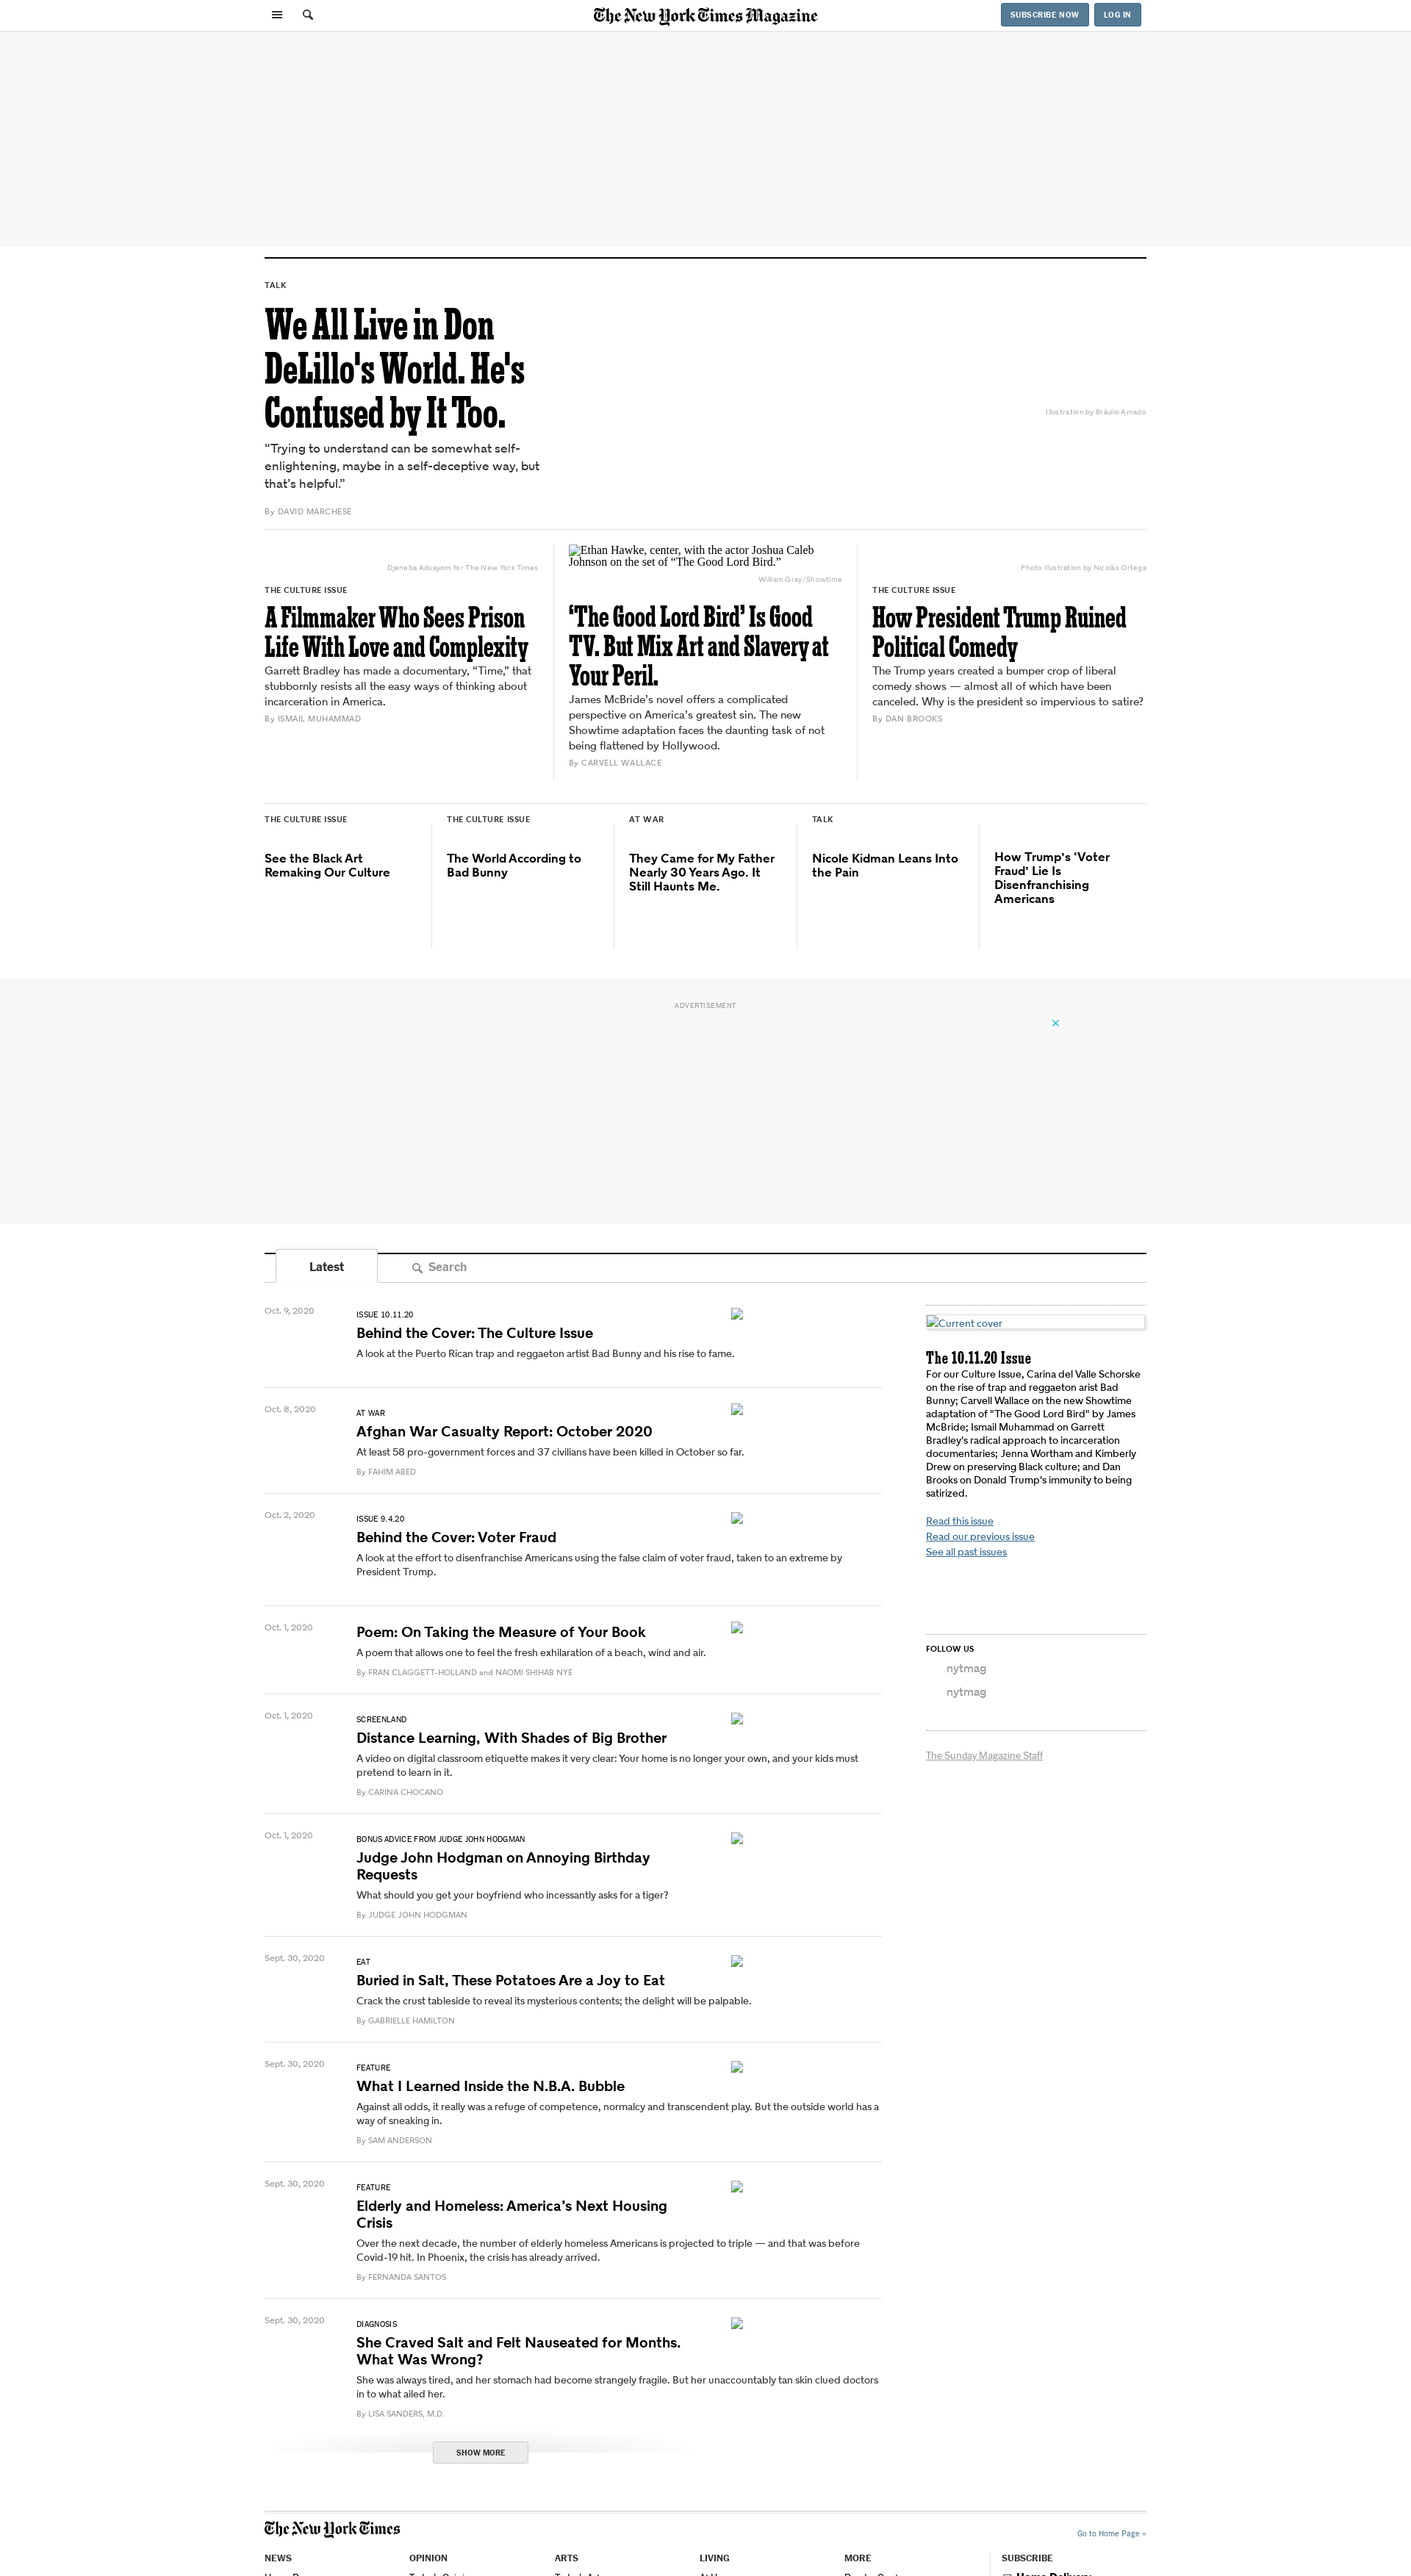 The New York Times Magazine
SUBSCRIBE NOW
LOG IN
TALK
We All Live in Don
DeLillo's World. He's
Confused by It Too.
“Trying to understand can be somewhat self-
enlightening, maybe in a self-deceptive way, but
that’s helpful.”
By DAVID MARCHESE
Illustration by Bráulio Amado
Djeneba Aduayom for The New York Times
THE CULTURE ISSUE
A Filmmaker Who Sees Prison
Life With Love and Complexity
Garrett Bradley has made a documentary, “Time,” that
stubbornly resists all the easy ways of thinking about
incarceration in America.
By ISMAIL MUHAMMAD
Ethan Hawke, center, with the actor Joshua Caleb
Johnson on the set of “The Good Lord Bird.”
William Gray/Showtime
‘The Good Lord Bird’ Is Good
TV. But Mix Art and Slavery at
Your Peril.
James McBride’s novel offers a complicated
perspective on America’s greatest sin. The new
Showtime adaptation faces the daunting task of not
being flattened by Hollywood.
By CARVELL WALLACE
Photo illustration by Nicolás Ortega
THE CULTURE ISSUE
How President Trump Ruined
Political Comedy
The Trump years created a bumper crop of liberal
comedy shows — almost all of which have been
canceled. Why is the president so impervious to satire?
By DAN BROOKS
THE CULTURE ISSUE
See the Black Art
Remaking Our Culture
THE CULTURE ISSUE
The World According to
Bad Bunny
AT WAR
They Came for My Father
Nearly 30 Years Ago. It
Still Haunts Me.
TALK
Nicole Kidman Leans Into
the Pain
How Trump’s ‘Voter
Fraud’ Lie Is
Disenfranchising
Americans
ADVERTISEMENT
Latest
Search
Oct. 9, 2020
ISSUE 10.11.20
Behind the Cover: The Culture Issue
A look at the Puerto Rican trap and reggaeton artist Bad Bunny and his rise to fame.
Oct. 8, 2020
AT WAR
Afghan War Casualty Report: October 2020
At least 58 pro-government forces and 37 civilians have been killed in October so far.
By FAHIM ABED
Oct. 2, 2020
ISSUE 9.4.20
Behind the Cover: Voter Fraud
A look at the effort to disenfranchise Americans using the false claim of voter fraud, taken to an extreme by
President Trump.
Oct. 1, 2020
Poem: On Taking the Measure of Your Book
A poem that allows one to feel the fresh exhilaration of a beach, wind and air.
By FRAN CLAGGETT-HOLLAND and NAOMI SHIHAB NYE
Oct. 1, 2020
SCREENLAND
Distance Learning, With Shades of Big Brother
A video on digital classroom etiquette makes it very clear: Your home is no longer your own, and your kids must
pretend to learn in it.
By CARINA CHOCANO
Oct. 1, 2020
BONUS ADVICE FROM JUDGE JOHN HODGMAN
Judge John Hodgman on Annoying Birthday
Requests
What should you get your boyfriend who incessantly asks for a tiger?
By JUDGE JOHN HODGMAN
Sept. 30, 2020
EAT
Buried in Salt, These Potatoes Are a Joy to Eat
Crack the crust tableside to reveal its mysterious contents; the delight will be palpable.
By GABRIELLE HAMILTON
Sept. 30, 2020
FEATURE
What I Learned Inside the N.B.A. Bubble
Against all odds, it really was a refuge of competence, normalcy and transcendent play. But the outside world has a
way of sneaking in.
By SAM ANDERSON
Sept. 30, 2020
FEATURE
Elderly and Homeless: America’s Next Housing
Crisis
Over the next decade, the number of elderly homeless Americans is projected to triple — and that was before
Covid-19 hit. In Phoenix, the crisis has already arrived.
By FERNANDA SANTOS
Sept. 30, 2020
DIAGNOSIS
She Craved Salt and Felt Nauseated for Months.
What Was Wrong?
She was always tired, and her stomach had become strangely fragile. But her unaccountably tan skin clued doctors
in to what ailed her.
By LISA SANDERS, M.D.
SHOW MORE
Current cover
The 10.11.20 Issue
For our Culture Issue, Carina del Valle Schorske
on the rise of trap and reggaeton arist Bad
Bunny; Carvell Wallace on the new Showtime
adaptation of "The Good Lord Bird" by James
McBride; Ismail Muhammad on Garrett
Bradley's radical approach to incarceration
documentaries; Jenna Wortham and Kimberly
Drew on preserving Black culture; and Dan
Brooks on Donald Trump's immunity to being
satirized.
Read this issue
Read our previous issue
See all past issues
FOLLOW US
nytmag
nytmag
The Sunday Magazine Staff
The New York Times
Go to Home Page »
NEWS
OPINION
ARTS
LIVING
MORE
SUBSCRIBE